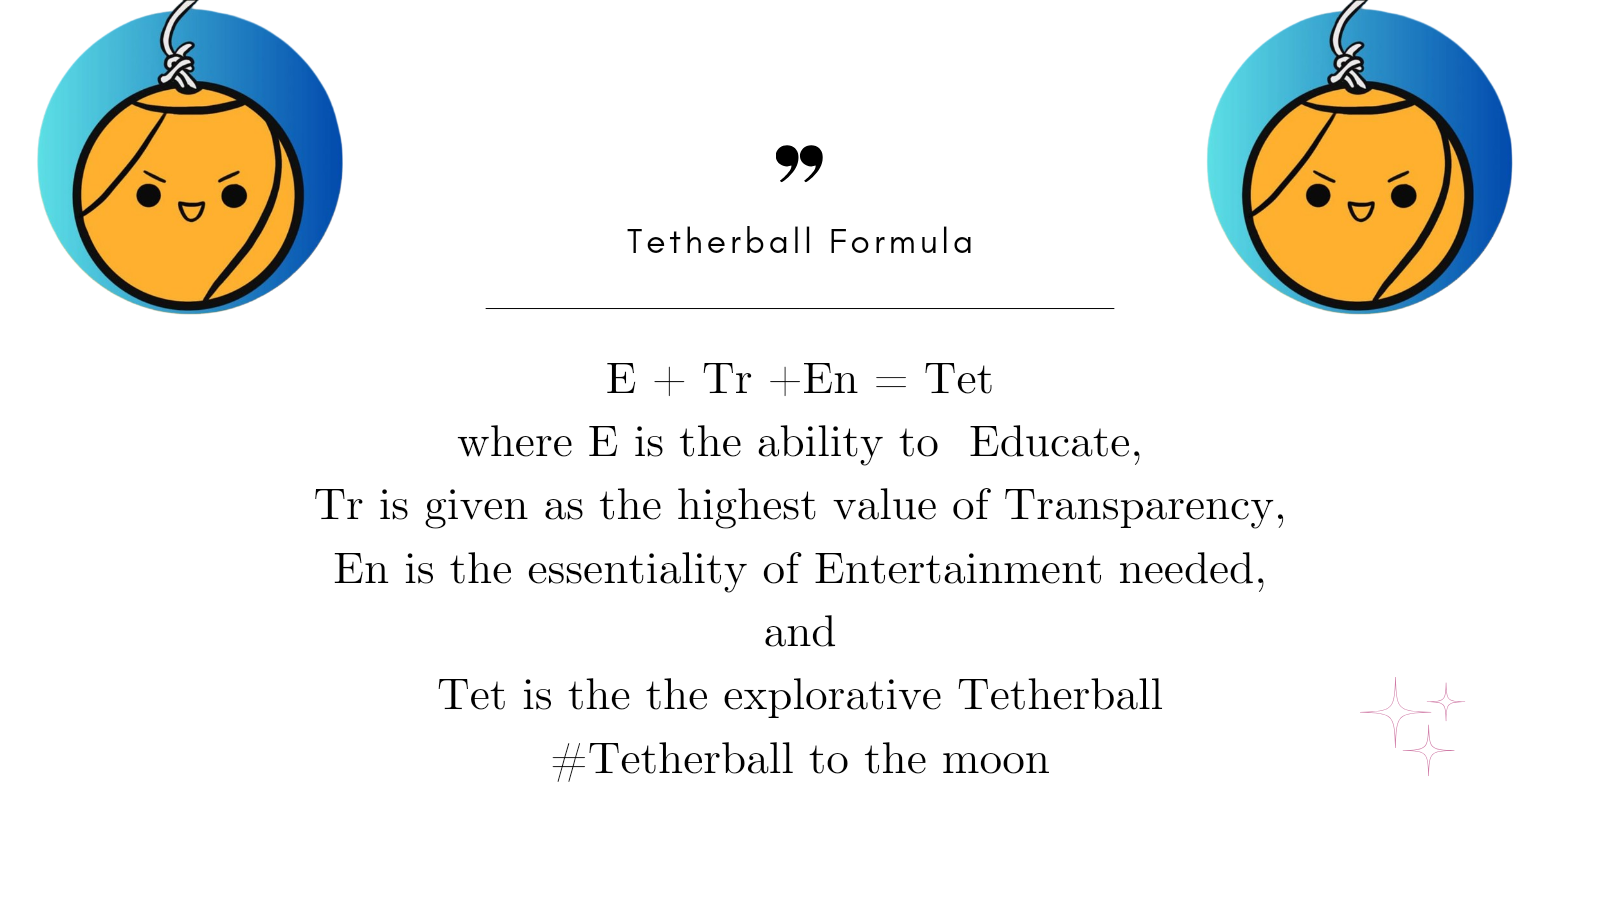 ❞
Tetherball Formula
E + Tr +En = Tet
where E is the ability to  Educate,
Tr is given as the highest value of Transparency,
En is the essentiality of Entertainment needed,
and
Tet is the the explorative Tetherball
#Tetherball to the moon